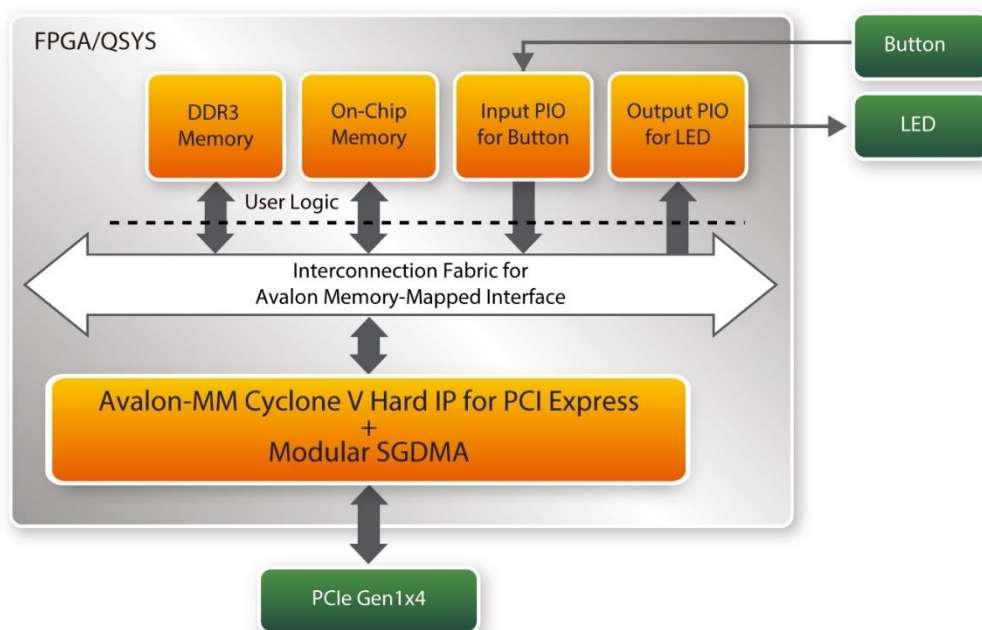 FPGA/QSYS
Button
LED
DDR3
Memory
On-Chip
Memory
Input PIO
for Button
Output PIO
for LED
User Logic
Interconnection Fabric for
Avalon Memory-Mapped Interface
Avalon-MM Cyclone V Hard IP for PCI Express
+
Modular SGDMA
PCIe Gen1x4